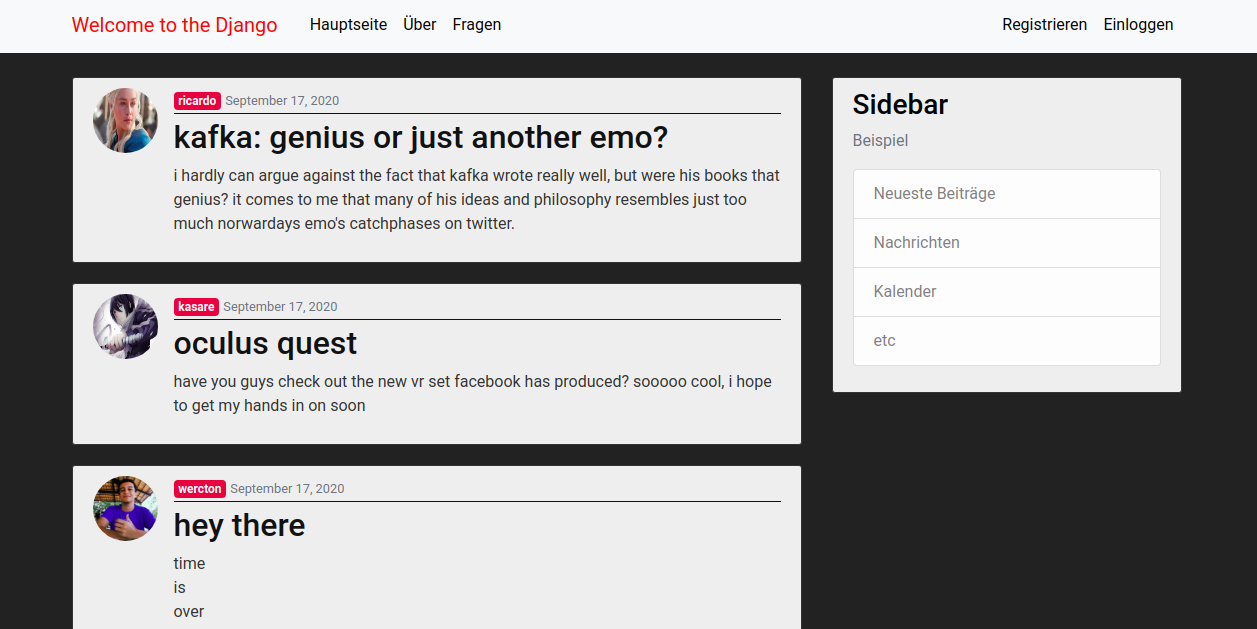 Welcome to the Django Hauptseite Über Fragen Registrieren Einloggen
ricardo September 17, 2020
kafka: genius or just another emo?
i hardly can argue against the fact that kafka wrote really well, but were his books that
genius? it comes to me that many of his ideas and philosophy resembles just too
much norwardays emo's catchphases on twitter.
kasare September 17, 2020
oculus quest
have you guys check out the new vr set facebook has produced? sooooo cool, i hope
to get my hands in on soon
wercton September 17, 2020
hey there
time
is
over
Sidebar
Beispiel
Neueste Beiträge
Nachrichten
Kalender
etc